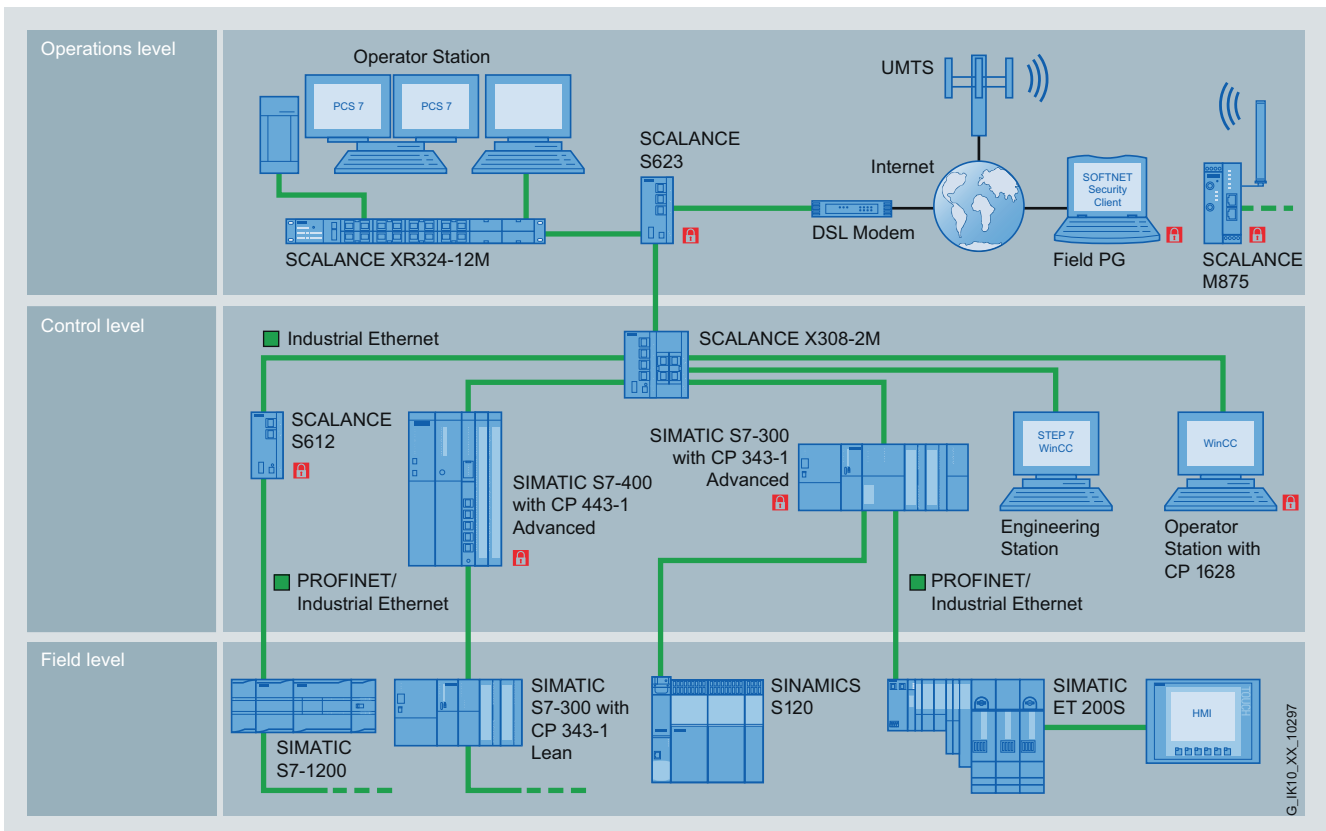 Operations level
Operator Station
PCS 7
PCS 7
SCALANCE XR324-12M
SCALANCE
S623
DSL Modem
Internet
UMTS
SOFTNET
Security
Client
Field PG
SCALANCE
M875
Control level
Industrial Ethernet
SCALANCE X308-2M
SCALANCE
S612
SIMATIC S7-400
with CP 443-1
Advanced
SIMATIC S7-300
with CP 343-1
Advanced
STEP 7
WinCC
Engineering
Station
WinCC
Operator
Station with
CP 1628
PROFINET/
Industrial Ethernet
PROFINET/
Industrial Ethernet
Field level
SIMATIC
S7-1200
SIMATIC
S7-300 with
CP 343-1
Lean
SINAMICS
S120
SIMATIC
ET 200S
HMI
G_IK10_XX_10297